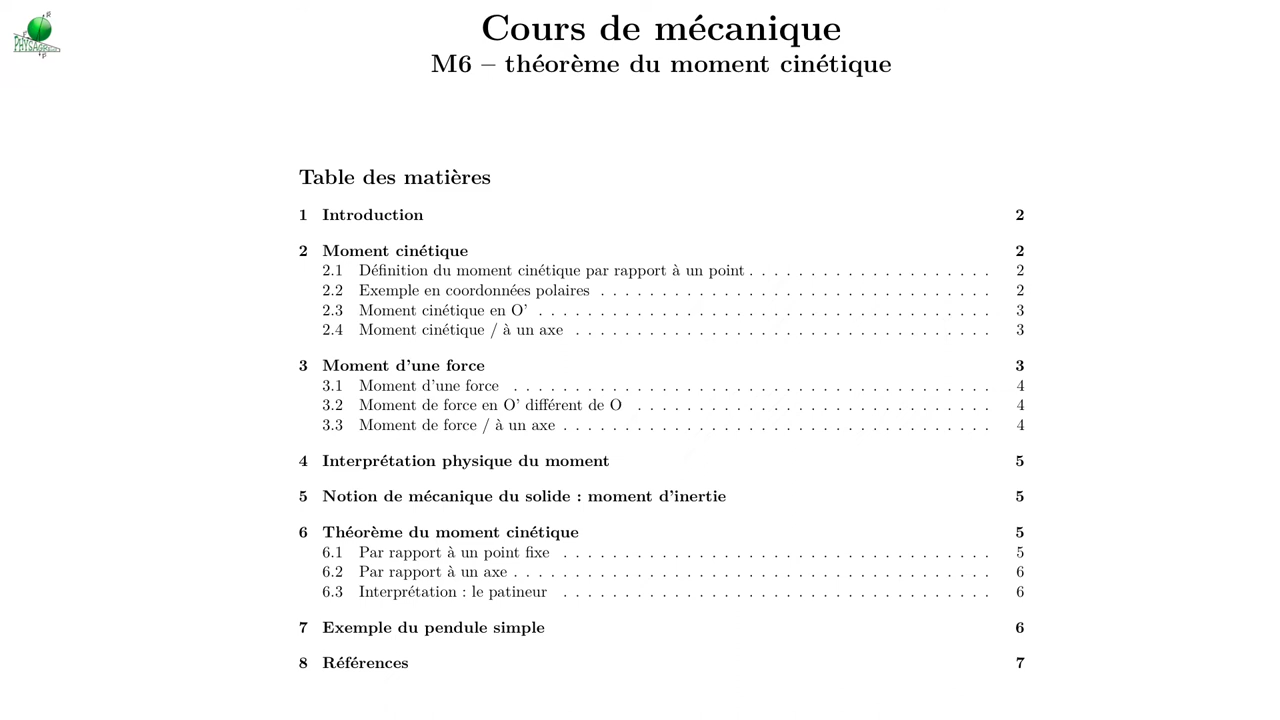 Cours de mécanique
M6 – théorème du moment cinétique
Table des matières
1 Introduction 2
2 Moment cinétique 2
2.1 Définition du moment cinétique par rapport à un point . . . . . . . . . . . . . . . . . . . . 2
2.2 Exemple en coordonnées polaires . . . . . . . . . . . . . . . . . . . . . . . . . . . . . . . . 2
2.3 Moment cinétique en O’ . . . . . . . . . . . . . . . . . . . . . . . . . . . . . . . . . . . . . 3
2.4 Moment cinétique / à un axe . . . . . . . . . . . . . . . . . . . . . . . . . . . . . . . . . . 3
3 Moment d’une force 3
3.1 Moment d’une force . . . . . . . . . . . . . . . . . . . . . . . . . . . . . . . . . . . . . . . 4
3.2 Moment de force en O’ différent de O . . . . . . . . . . . . . . . . . . . . . . . . . . . . . 4
3.3 Moment de force / à un axe . . . . . . . . . . . . . . . . . . . . . . . . . . . . . . . . . . . 4
4 Interprétation physique du moment 5
5 Notion de mécanique du solide : moment d’inertie 5
6 Théorème du moment cinétique 5
6.1 Par rapport à un point fixe . . . . . . . . . . . . . . . . . . . . . . . . . . . . . . . . . . . 5
6.2 Par rapport à un axe . . . . . . . . . . . . . . . . . . . . . . . . . . . . . . . . . . . . . . . 6
6.3 Interprétation : le patineur . . . . . . . . . . . . . . . . . . . . . . . . . . . . . . . . . . . 6
7 Exemple du pendule simple 6
8 Références 7